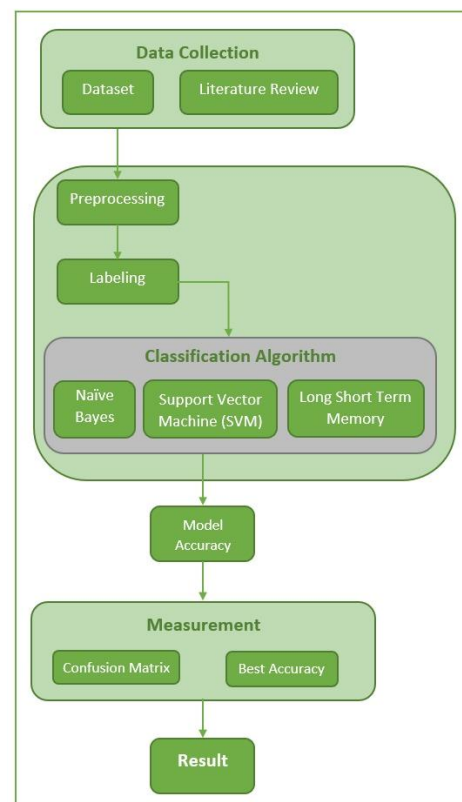 Data Collection
Dataset
Literature Review
Preprocessing
Labeling
Classification Algorithm
Naïve
Bayes
Support Vector
Machine (SVM)
Long Short Term
Memory
Model
Accuracy
Measurement
Confusion Matrix
Best Accuracy
Result